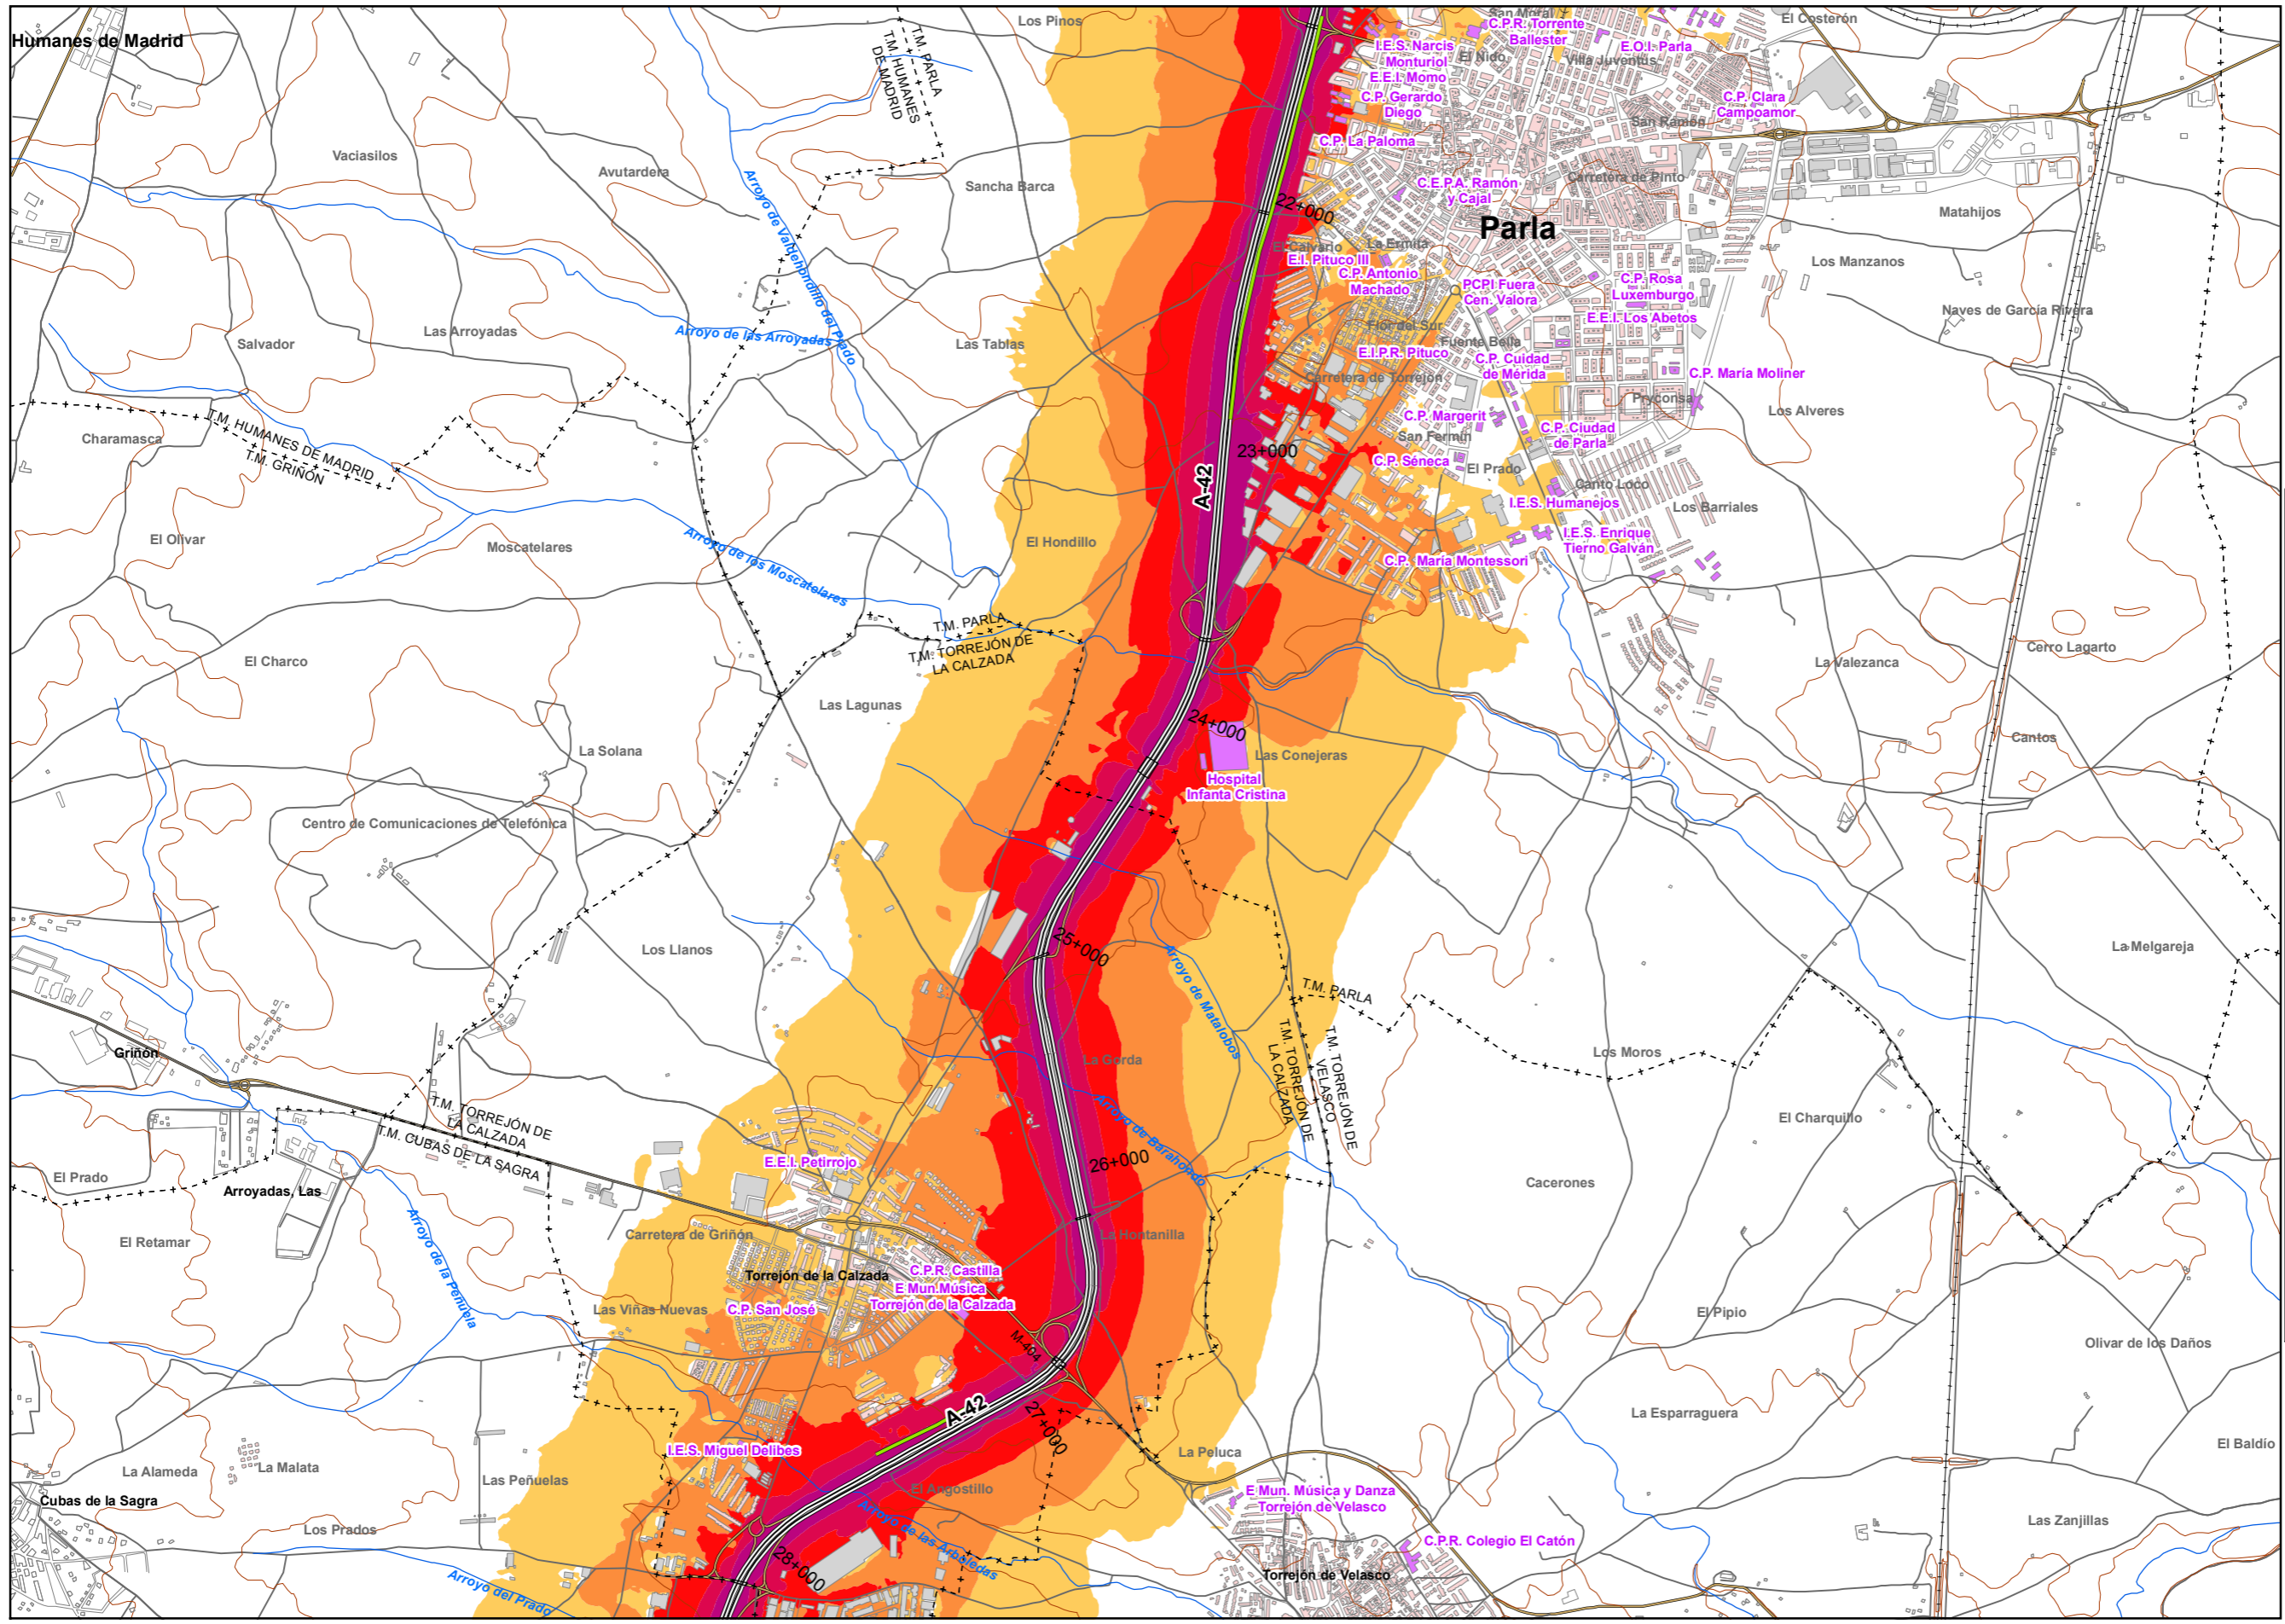 Humanes de Madrid
Los Pinos
T.M. PARLA
T.M. HUMANES
DE MADRID
San Moral
C.P.R. Torrente
Ballester
El Costerón
I.E.S. Narcis
Monturiol
El Nido
E.O.I. Parla
Villa Juventus
E.E.I. Momo
C.P. Gerardo
Diego
C.P. Clara
Campoamor
San Ramón
C.P. La Paloma
Vaciasilos
Avutardera
Sancha Barca
Carretera de Pinto
C.E.P.A. Ramón
y Cajal
22+000
Parla
Matahijos
Arroyo de Valdehondillo del Prado
El Calvario
La Ermita
E.I. Pituco III
C.P. Antonio
Machado
Los Manzanos
PCPI Fuera
Cen. Valora
C.P. Rosa
Luxemburgo
E.E.I. Los Abetos
Naves de García Rivera
Las Arroyadas
Salvador
Arroyo de las Arroyadas
Las Tablas
Flor del Sur
Fuente Bella
E.I.P.R. Pituco
C.P. Cuidad
de Mérida
C.P. María Moliner
Carretera de Torrejón
Pryconsa
Los Alveres
T.M. HUMANES DE MADRID
T.M. GRIÑÓN
Charamasca
C.P. Margerit
San Fermín
C.P. Ciudad
de Parla
23+000
A-42
C.P. Séneca
El Prado
Canto Loco
I.E.S. Humanejos
Los Barriales
El Olivar
Moscatelares
Arroyo de los Moscatelares
El Hondillo
I.E.S. Enrique
Tierno Galván
C.P. María Montessori
T.M. PARLA
T.M. TORREJÓN DE
LA CALZADA
El Charco
La Valezanca
Cerro Lagarto
Las Lagunas
24+000
La Solana
Las Conejeras
Cantos
Hospital
Infanta Cristina
Centro de Comunicaciones de Telefónica
Los Llanos
25+000
Arroyo de Matalobos
La Melgareja
T.M. PARLA
T.M. TORREJÓN DE
LA CALZADA
T.M. TORREJÓN DE
VELASCO
Griñón
La Gorda
Los Moros
T.M. TORREJÓN DE
LA CALZADA
T.M. CUBAS DE LA SAGRA
Arroyo de Barahondo
El Charquillo
E.E.I. Petirrojo
26+000
El Prado
Arroyadas, Las
Cacerones
El Retamar
Arroyo de la Peñuela
Carretera de Griñón
La Hontanilla
Torrejón de la Calzada
C.P.R. Castilla
E Mun.Música
Torrejón de la Calzada
Las Viñas Nuevas
C.P. San José
El Pipio
Olivar de los Daños
M-404
A-42
27+000
La Esparraguera
El Baldío
I.E.S. Miguel Delibes
La Peluca
La Alameda
La Malata
Las Peñuelas
El Angostillo
Cubas de la Sagra
E Mun. Música y Danza
Torrejón de Velasco
Los Prados
Arroyo de las Arboledas
Las Zanjillas
C.P.R. Colegio El Catón
28+000
Arroyo del Prado
Torrejón de Velasco